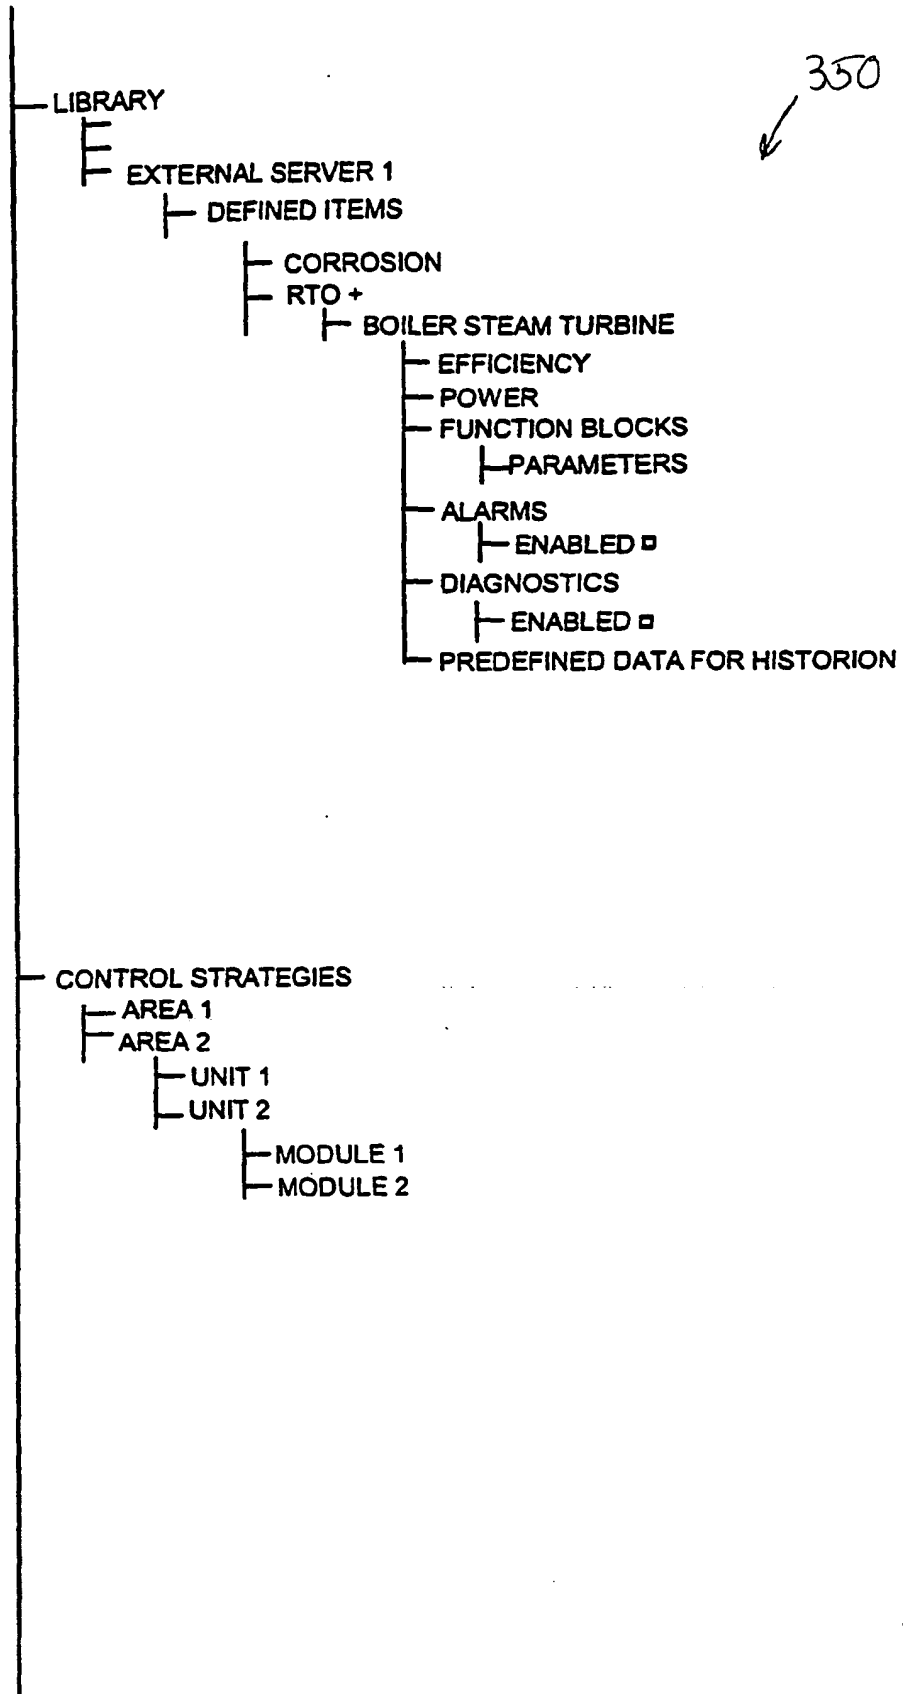 350
LIBRARY
EXTERNAL SERVER 1
DEFINED ITEMS
CORROSION
RTO +
BOILER STEAM TURBINE
EFFICIENCY
POWER
FUNCTION BLOCKS
PARAMETERS
ALARMS
ENABLED
DIAGNOSTICS
ENABLED
PREDEFINED DATA FOR HISTORION
CONTROL STRATEGIES
AREA 1
AREA 2
UNIT 1
UNIT 2
MODULE 1
MODULE 2